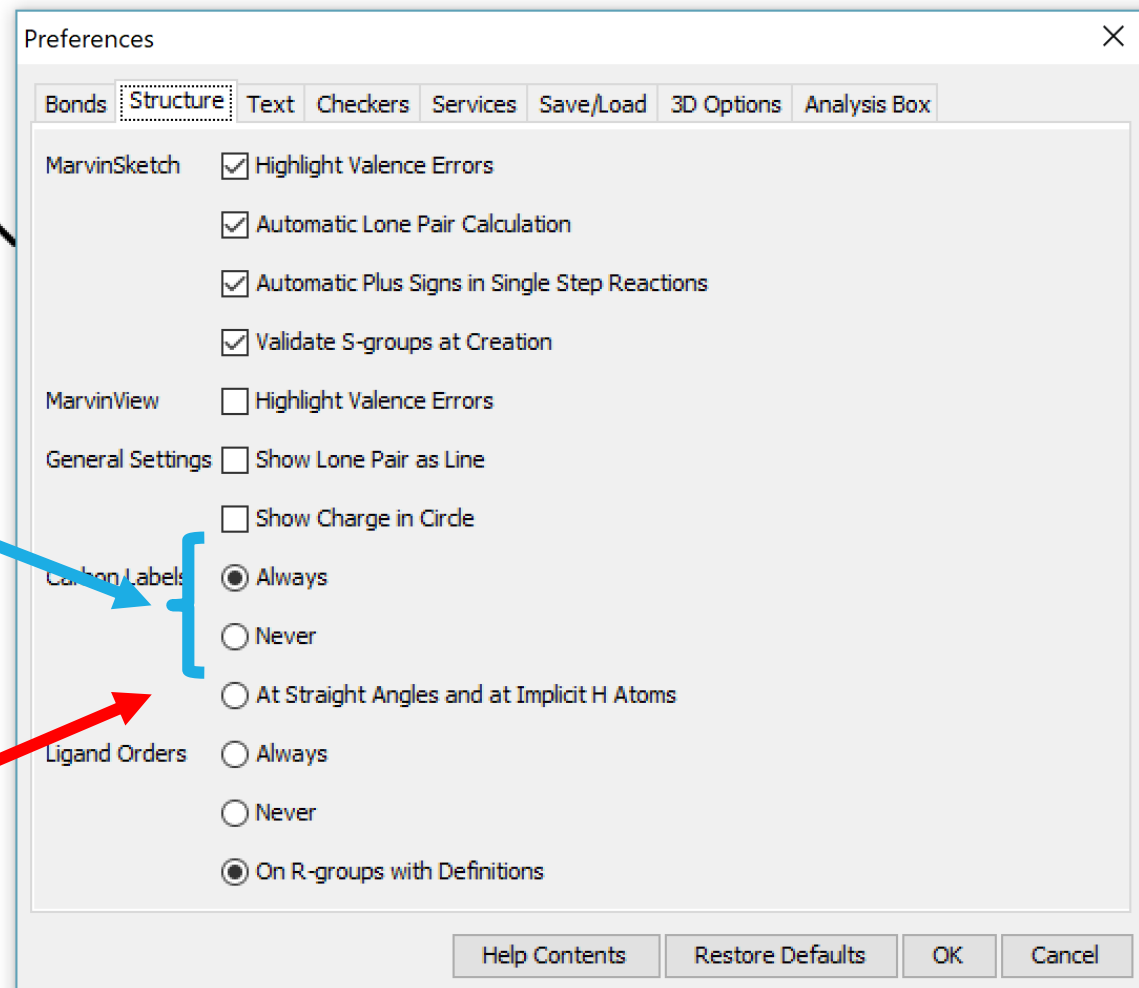 Preferences
Bonds Structure Text Checkers Services Save/Load 3D Options Analysis Box
MarvinSketch Highlight Valence Errors
Automatic Lone Pair Calculation
Automatic Plus Signs in Single Step Reactions
Validate S-groups at Creation
MarvinView Highlight Valence Errors
General Settings Show Lone Pair as Line
Show Charge in Circle
Carbon Labels Always
Never
At Straight Angles and at Implicit H Atoms
Ligand Orders Always
Never
On R-groups with Definitions
Help Contents Restore Defaults OK Cancel